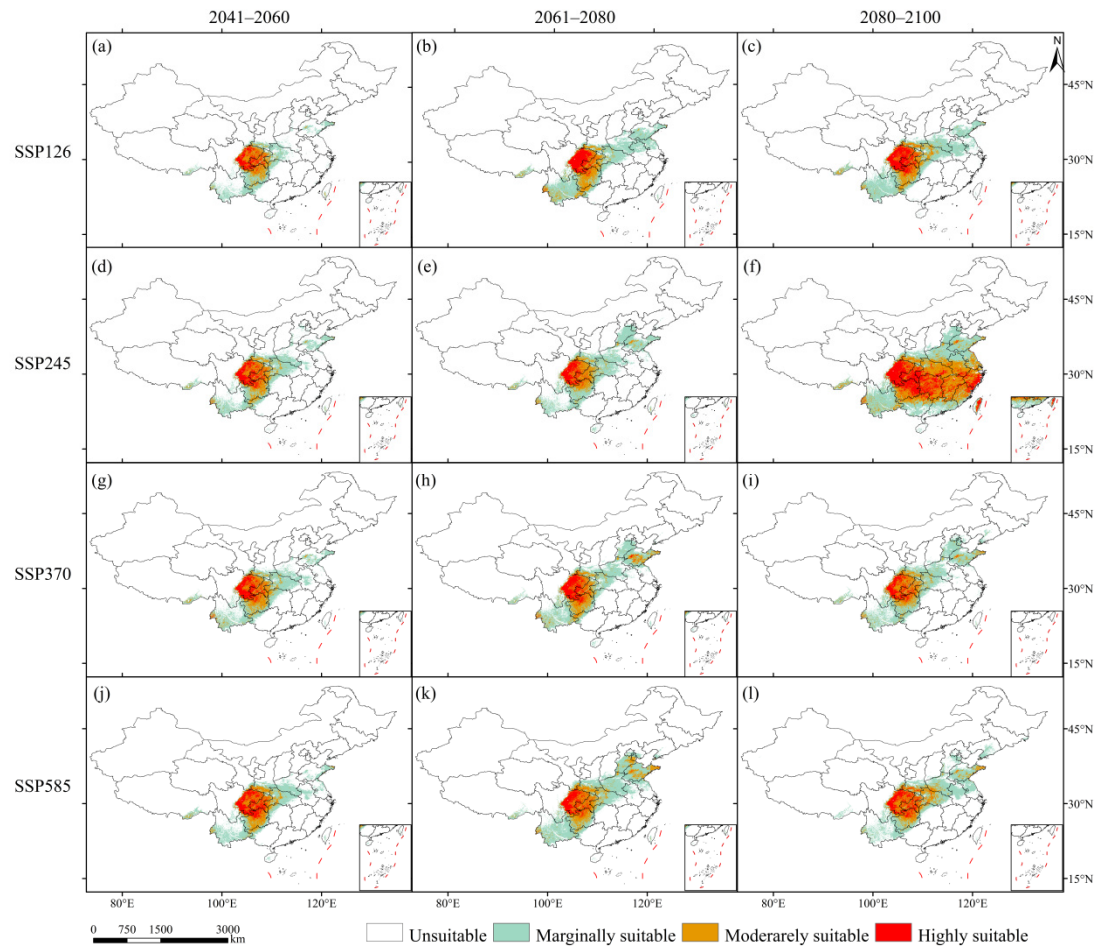 2041–2060 2061–2080 2080–2100
(a) (b) (c) N
45°N
SSP126
30°N
15°N
(d) (e) (f)
45°N
SSP245
30°N
15°N
(g) (h) (i)
45°N
SSP370
30°N
15°N
(j) (k) (l)
45°N
SSP585
30°N
15°N
80°E 100°E 120°E 80°E 100°E 120°E 80°E 100°E 120°E
0 750 1500 3000
km
Unsuitable Marginally suitable Moderarely suitable Highly suitable